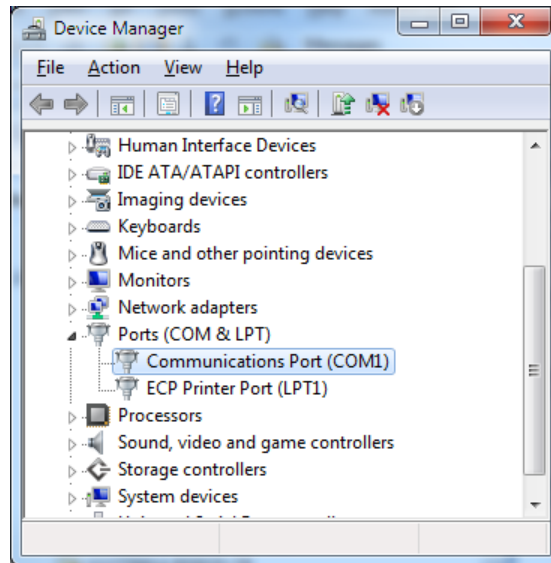 Device Manager
File Action View Help
Human Interface Devices
IDE ATA/ATAPI controllers
Imaging devices
Keyboards
Mice and other pointing devices
Monitors
Network adapters
Ports (COM & LPT)
Communications Port (COM1)
ECP Printer Port (LPT1)
Processors
Sound, video and game controllers
Storage controllers
System devices